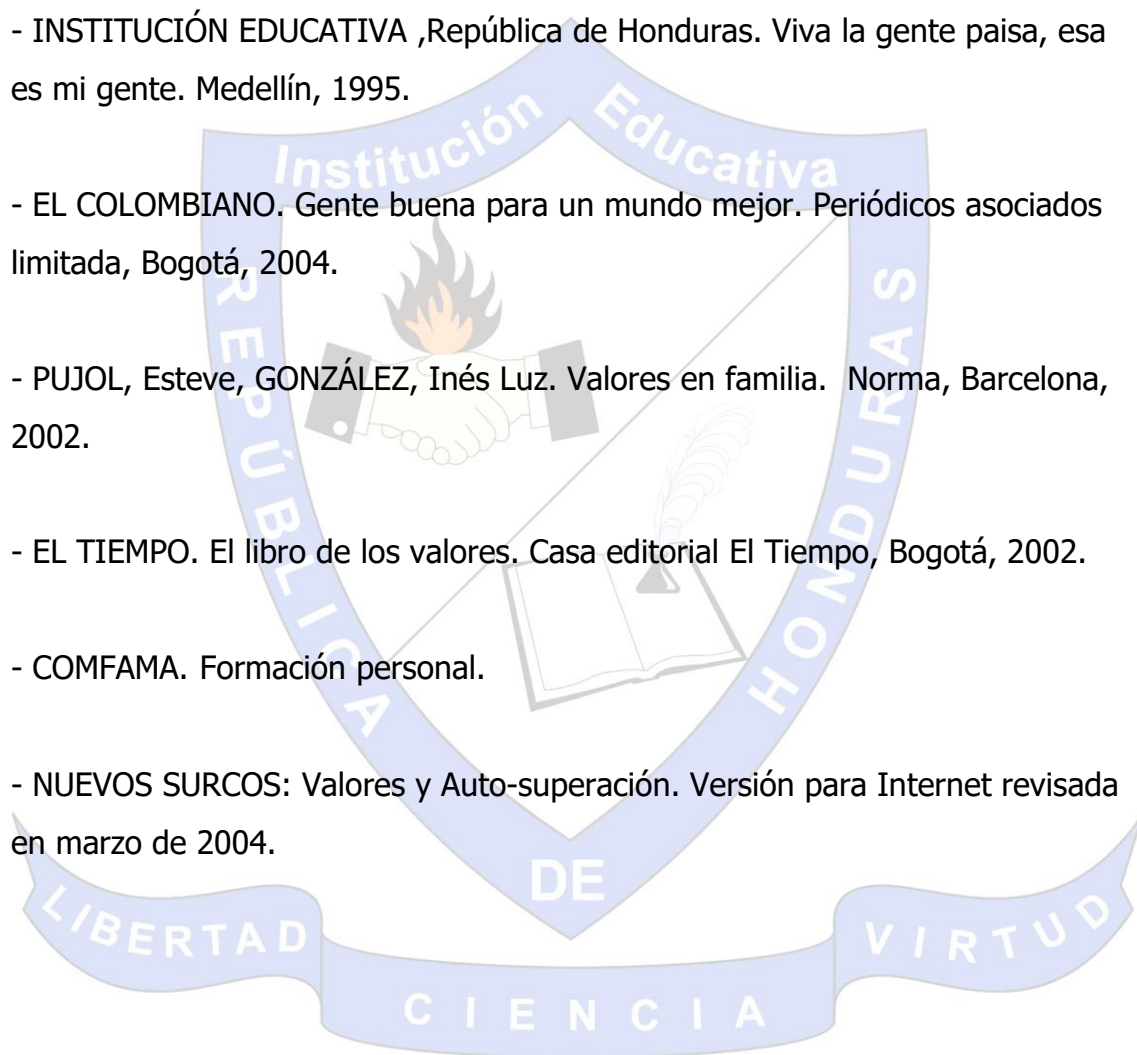 - INSTITUCIÓN EDUCATIVA ,República de Honduras. Viva la gente paisa, esa
es mi gente. Medellín, 1995.
Institución Educativa
- EL COLOMBIANO. Gente buena para un mundo mejor. Periódicos asociados
limitada, Bogotá, 2004.
- PUJOL, Esteve, GONZÁLEZ, Inés Luz. Valores en familia.  Norma, Barcelona,
2002.
- EL TIEMPO. El libro de los valores. Casa editorial El Tiempo, Bogotá, 2002.
- COMFAMA. Formación personal.
- NUEVOS SURCOS: Valores y Auto-superación. Versión para Internet revisada
en marzo de 2004.
REPÚBLICA
DE
HONDURAS
LIBERTAD
CIENCIA
VIRTUD